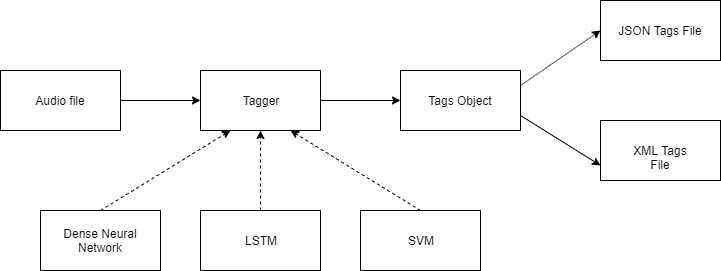 JSON Tags File
Audio file
Tagger
Tags Object
XML Tags
File
Dense Neural
Network
LSTM
SVM